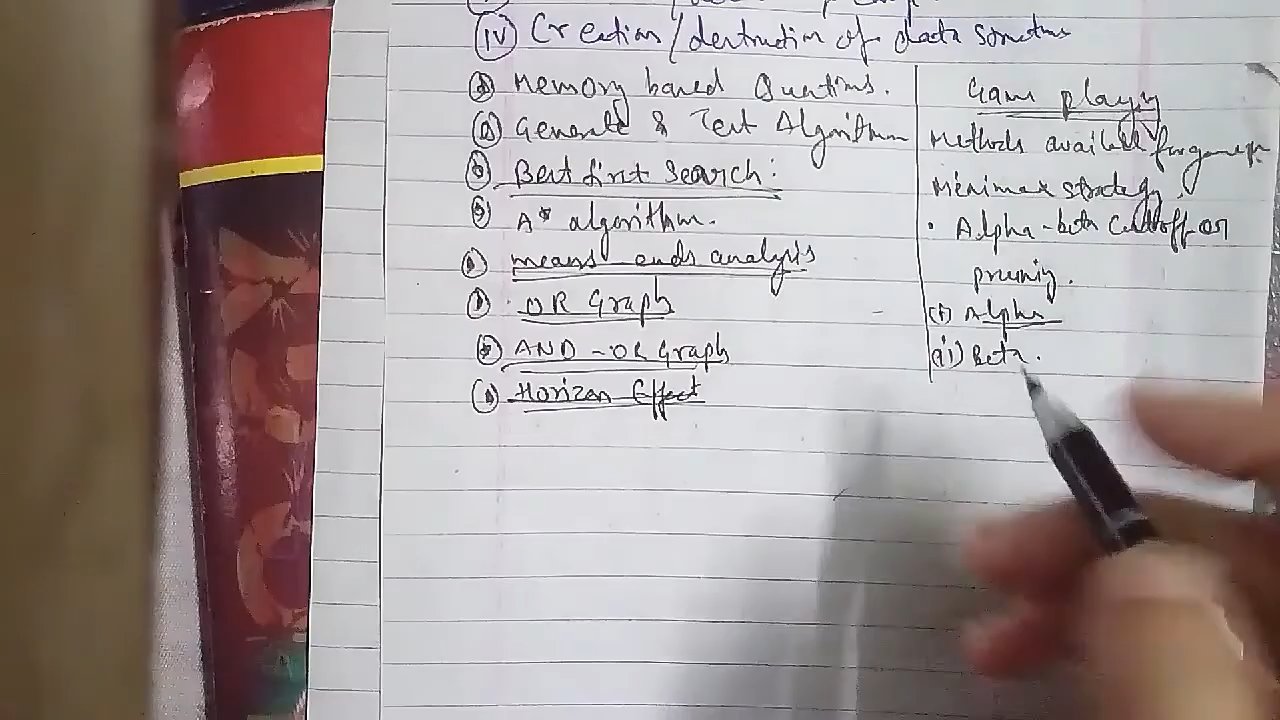 (IV) Creation/destruction of data structures
Memory based Questions.
Generate & Test Algorithm
Best first Search:
A* algorithm.
means ends analysis
OR Graph
AND-OR Graph
Horizon Effect
Game playing
Methods available for game
Minimax strategy
• Alpha-beta cutoff or
pruning.
(i) Alpha
(ii) Beta.